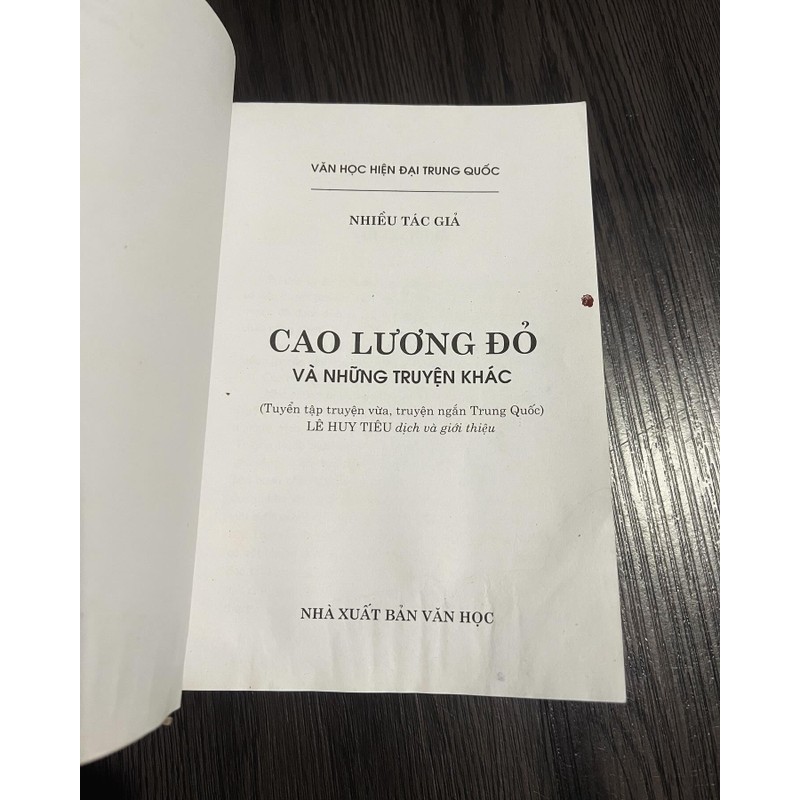 VĂN HỌC HIỆN ĐẠI TRUNG QUỐC
NHIỀU TÁC GIẢ
CAO LƯƠNG ĐỎ
VÀ NHỮNG TRUYỆN KHÁC
(Tuyển tập truyện vừa, truyện ngắn Trung Quốc)
LÊ HUY TIÊU dịch và giới thiệu
NHÀ XUẤT BẢN VĂN HỌC